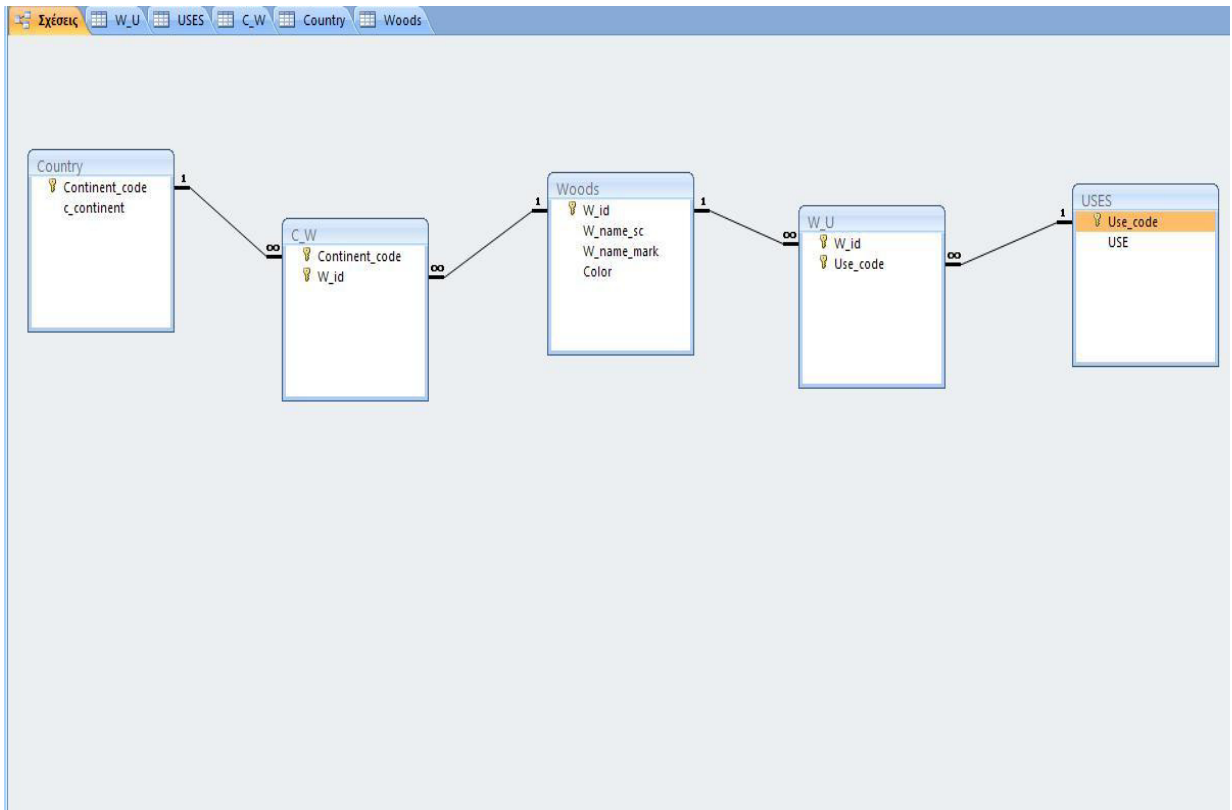 Σχέσεις W_U USES C_W Country Woods
Country
Continent_code
c_continent
1
∞
C_W
Continent_code
W_id
∞
1
Woods
W_id
W_name_sc
W_name_mark
Color
1
∞
W_U
W_id
Use_code
∞
1
USES
Use_code
USE